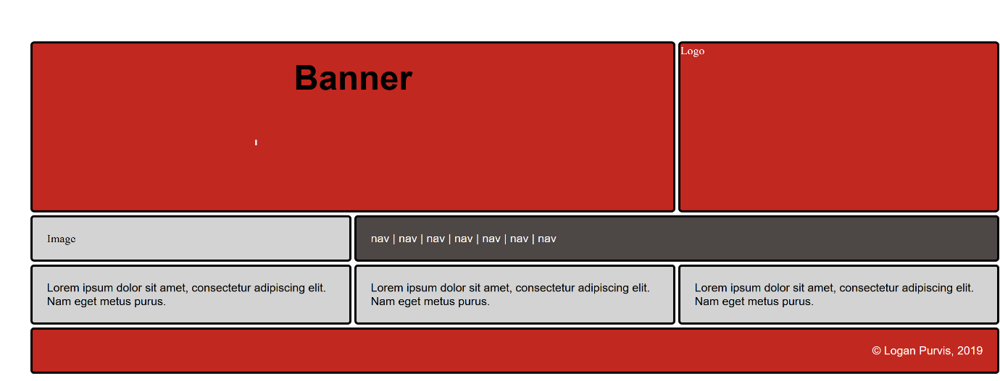 Banner
Logo
Image
nav | nav | nav | nav | nav | nav | nav
Lorem ipsum dolor sit amet, consectetur adipiscing elit.
Nam eget metus purus.
Lorem ipsum dolor sit amet, consectetur adipiscing elit.
Nam eget metus purus.
Lorem ipsum dolor sit amet, consectetur adipiscing elit.
Nam eget metus purus.
© Logan Purvis, 2019